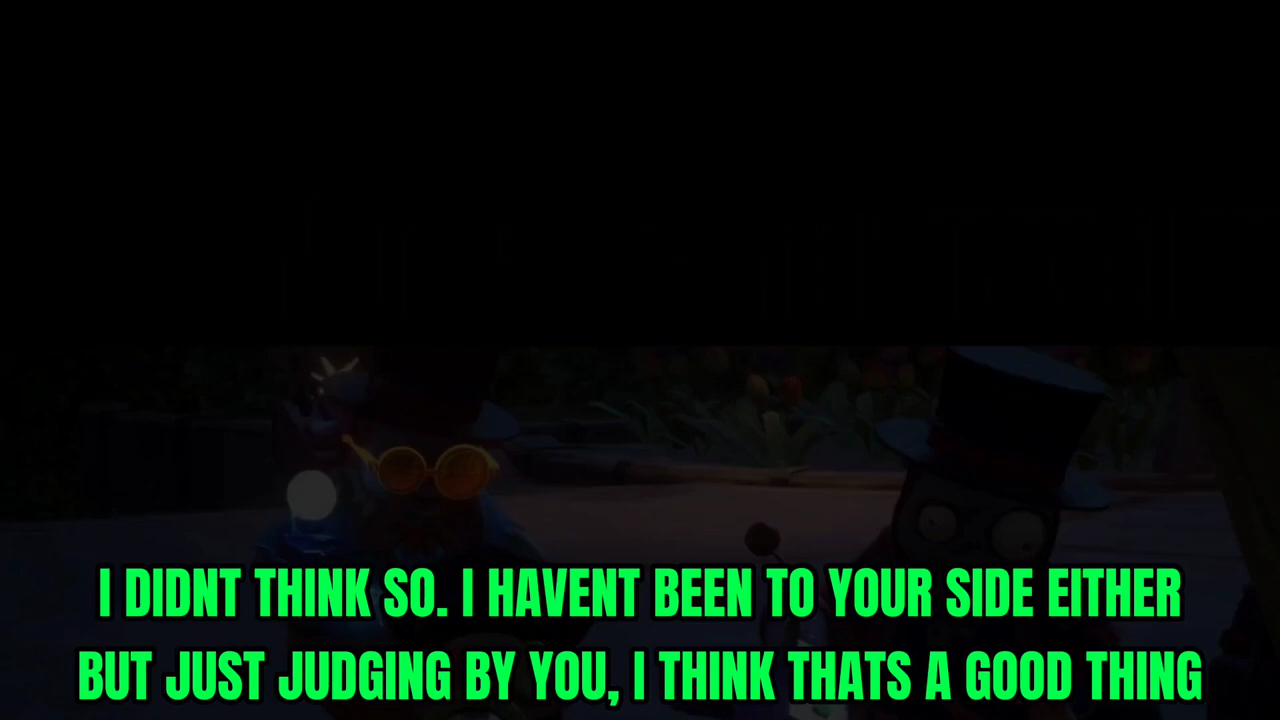 I DIDNT THINK SO. I HAVENT BEEN TO YOUR SIDE EITHER
BUT JUST JUDGING BY YOU, I THINK THATS A GOOD THING